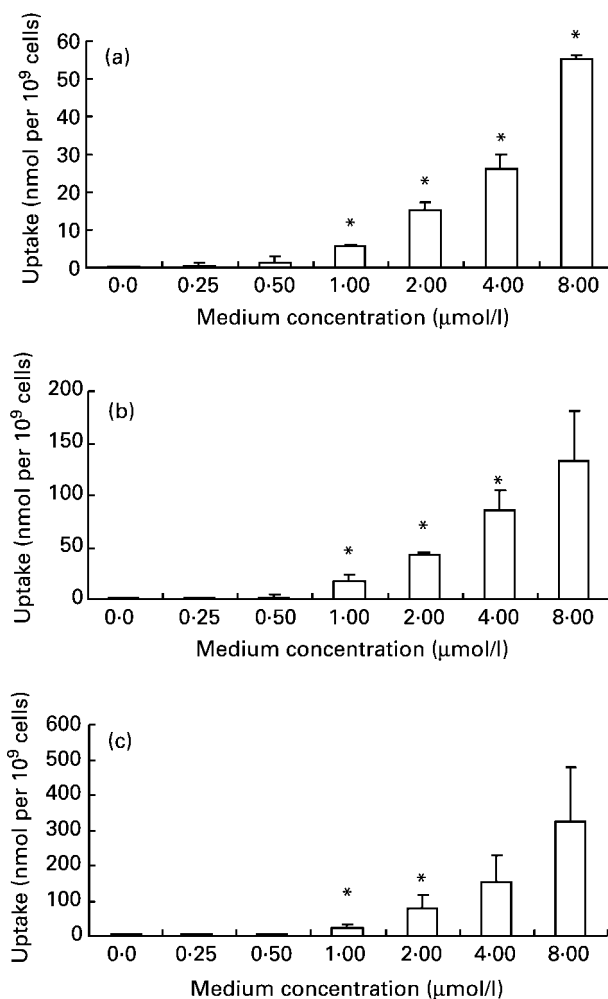 (a)
Uptake (nmol per 10⁹ cells)
60
50
40
30
20
10
0
* * * *
0·0 0·25 0·50 1·00 2·00 4·00 8·00
Medium concentration (μmol/l)
(b)
Uptake (nmol per 10⁹ cells)
200
150
100
50
0
* * *
0·0 0·25 0·50 1·00 2·00 4·00 8·00
Medium concentration (μmol/l)
(c)
Uptake (nmol per 10⁹ cells)
600
500
400
300
200
100
0
* *
0·0 0·25 0·50 1·00 2·00 4·00 8·00
Medium concentration (μmol/l)